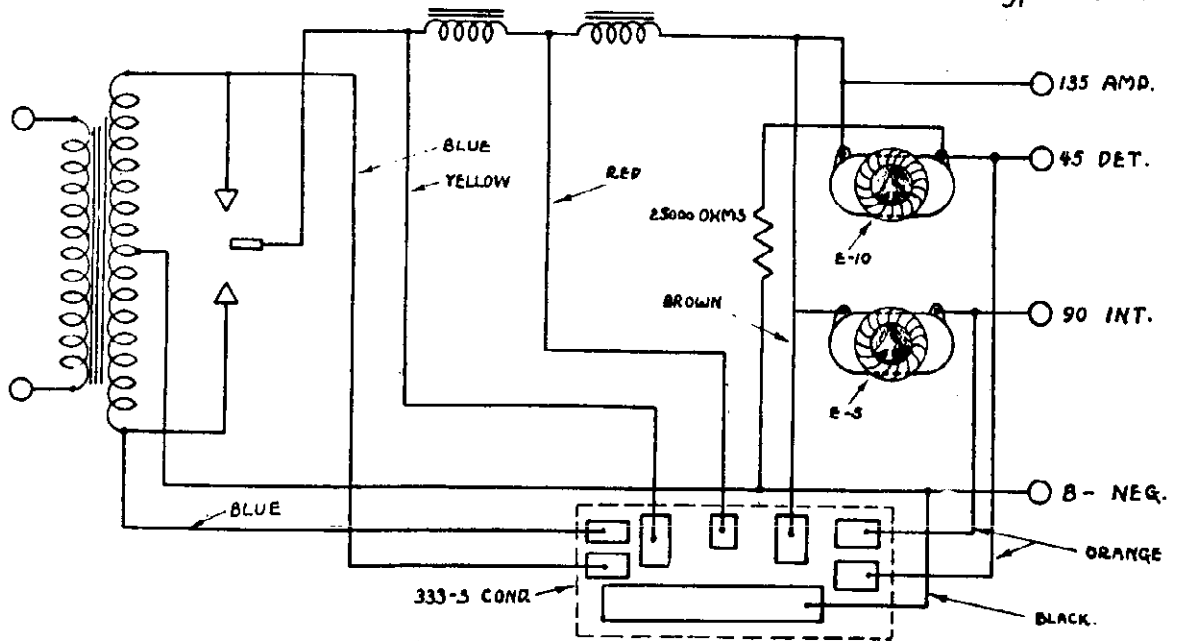 135 AMP.
BLUE
45 DET.
YELLOW
RED
25000 OHMS
E-10
BROWN
90 INT.
E-5
B- NEG.
BLUE
ORANGE
333-5 COND.
BLACK.